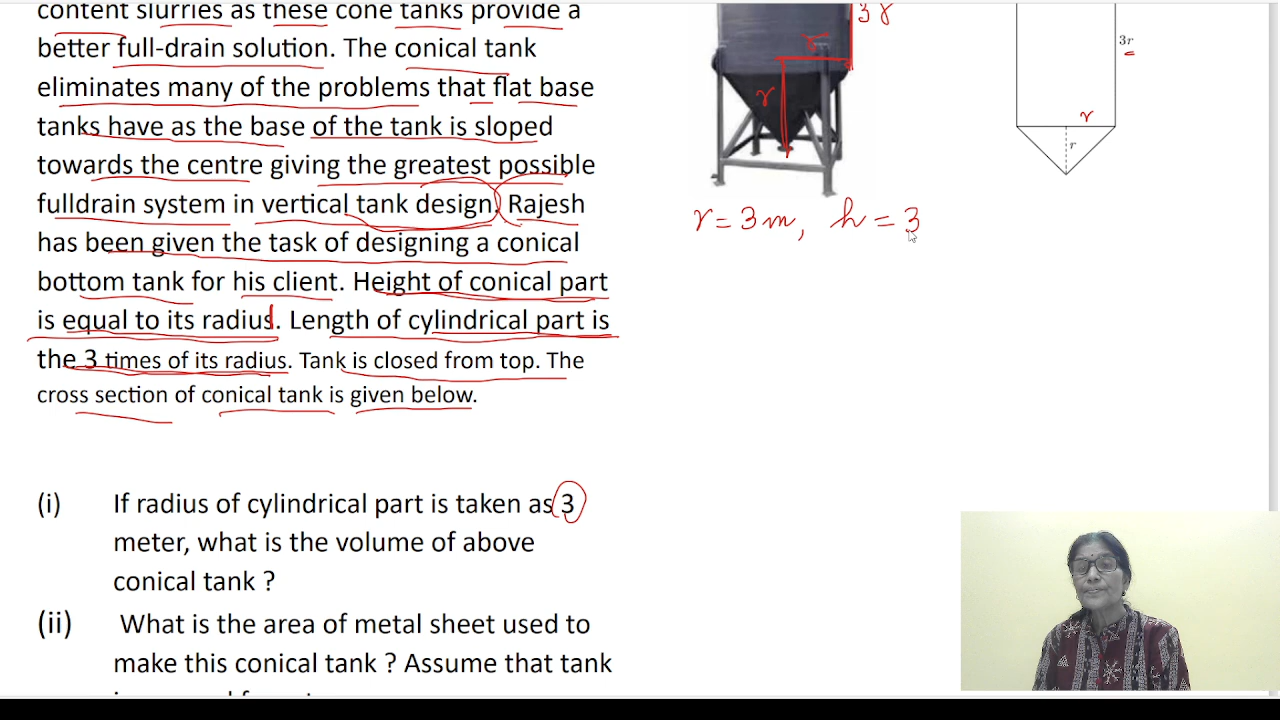 content slurries as these cone tanks provide a
better full-drain solution. The conical tank
eliminates many of the problems that flat base
tanks have as the base of the tank is sloped
towards the centre giving the greatest possible
fulldrain system in vertical tank design. Rajesh
has been given the task of designing a conical
bottom tank for his client. Height of conical part
is equal to its radius. Length of cylindrical part is
the 3 times of its radius. Tank is closed from top. The
cross section of conical tank is given below.
(i) If radius of cylindrical part is taken as 3
meter, what is the volume of above
conical tank ?
(ii) What is the area of metal sheet used to
make this conical tank ? Assume that tank
3r
r
r
r = 3m, h = 3
3r
r
r